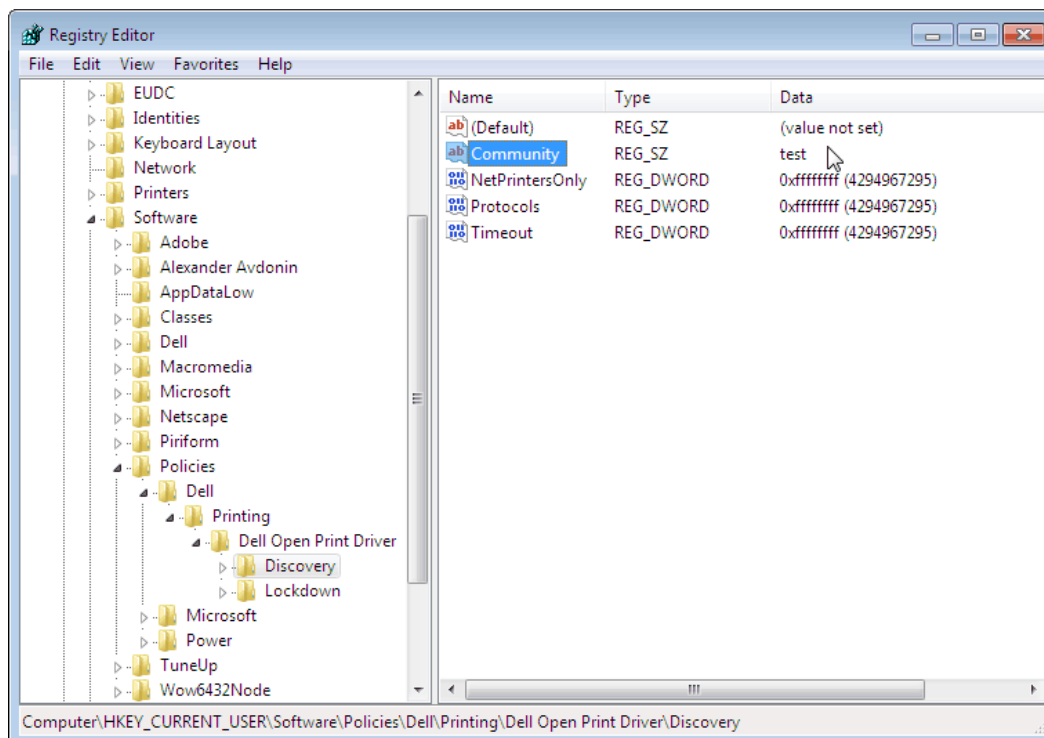 Registry Editor
File Edit View Favorites Help
EUDC
Identities
Keyboard Layout
Network
Printers
Software
Adobe
Alexander Avdonin
AppDataLow
Classes
Dell
Macromedia
Microsoft
Netscape
Piriform
Policies
Dell
Printing
Dell Open Print Driver
Discovery
Lockdown
Microsoft
Power
TuneUp
Wow6432Node
Name Type Data
(Default) REG_SZ (value not set)
Community REG_SZ test
NetPrintersOnly REG_DWORD 0xffffffff (4294967295)
Protocols REG_DWORD 0xffffffff (4294967295)
Timeout REG_DWORD 0xffffffff (4294967295)
Computer\HKEY_CURRENT_USER\Software\Policies\Dell\Printing\Dell Open Print Driver\Discovery